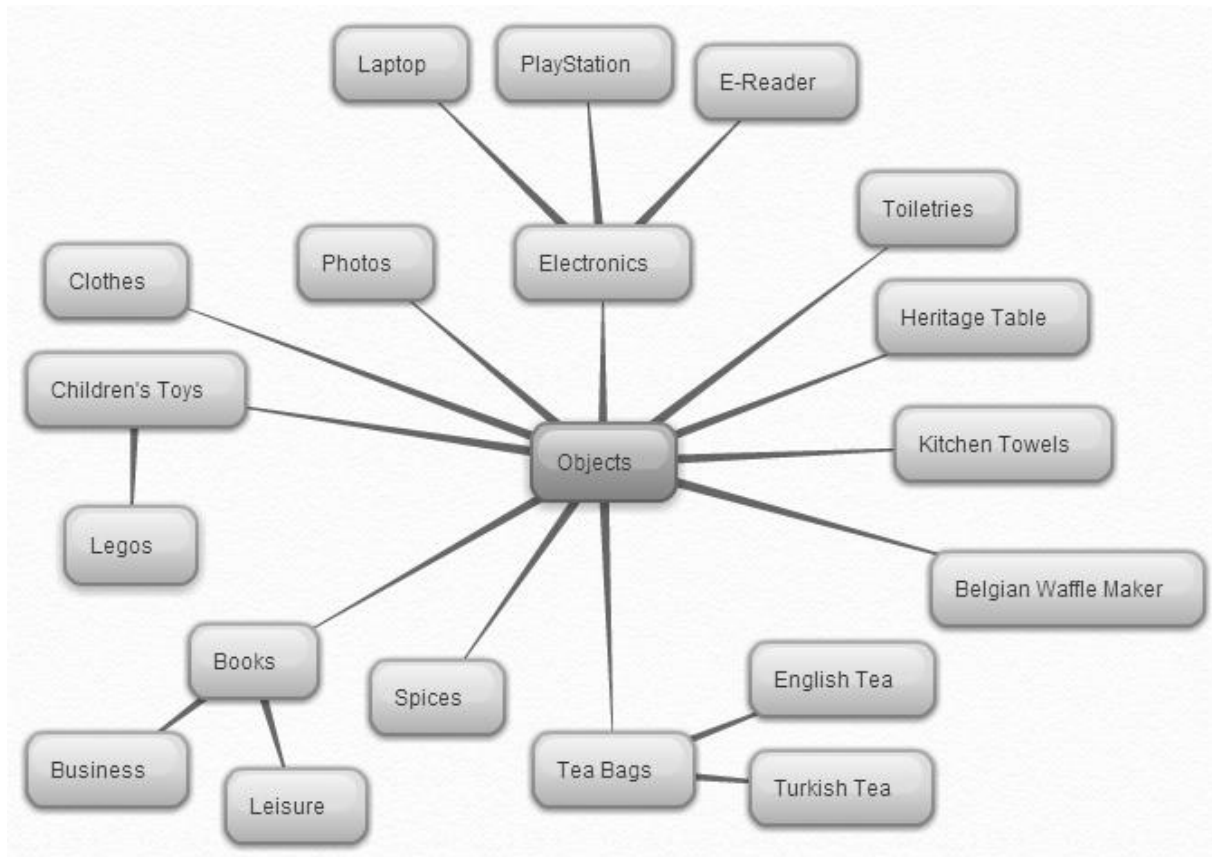 Laptop
PlayStation
E-Reader
Toiletries
Photos
Electronics
Clothes
Heritage Table
Children's Toys
Kitchen Towels
Objects
Legos
Belgian Waffle Maker
Books
English Tea
Spices
Business
Tea Bags
Turkish Tea
Leisure